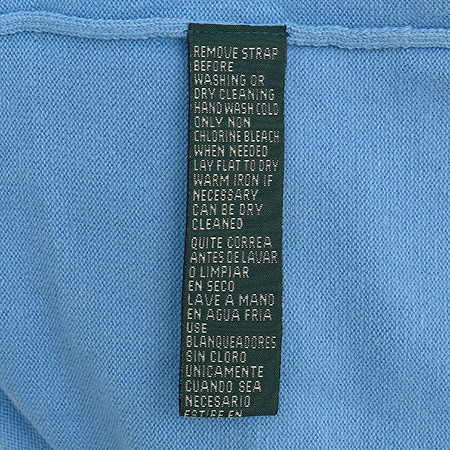 REMOVE STRAP
BEFORE
WASHING OR
DRY CLEANING
HAND WASH COLD
ONLY NON
CHLORINE BLEACH
WHEN NEEDED
LAY FLAT TO DRY
WARM IRON IF
NECESSARY
CAN BE DRY
CLEANED
QUITE CORREA
ANTES DE LAVAR
O LIMPIAR
EN SECO
LAVE A MANO
EN AGUA FRIA
USE
BLANQUEADORES
SIN CLORO
UNICAMENTE
CUANDO SEA
NECESARIO
ESTIRE EN